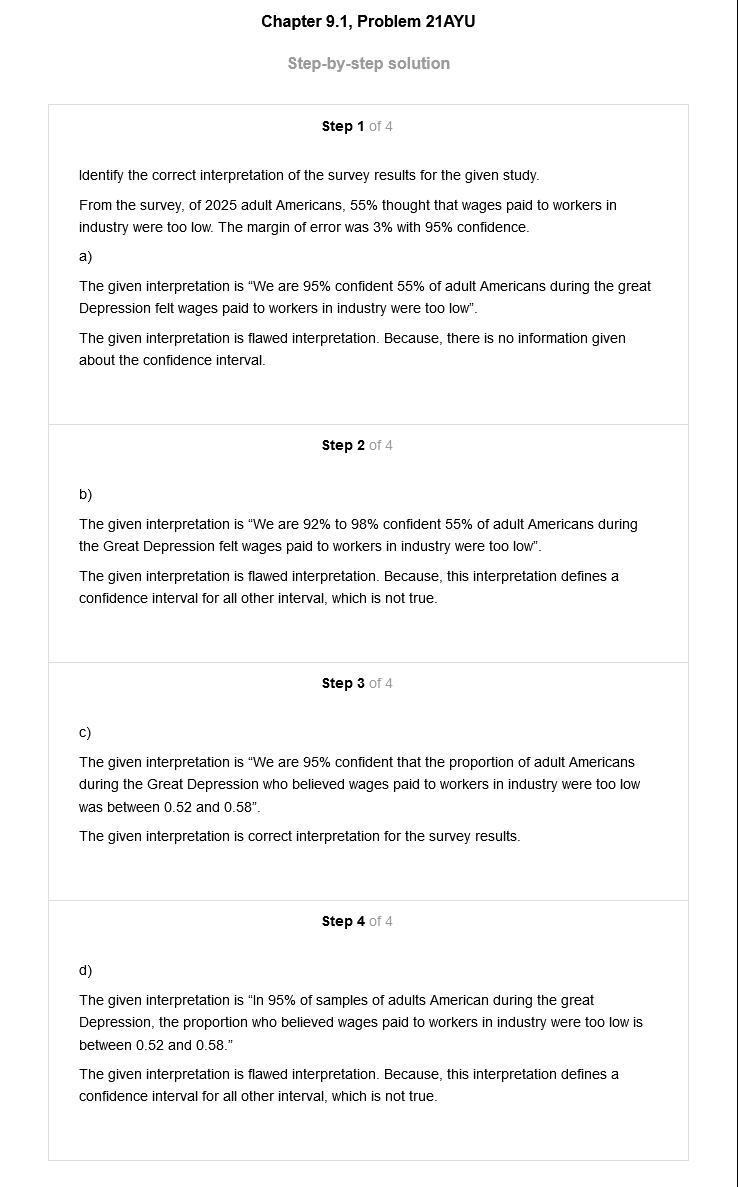 Chapter 9.1, Problem 21AYU
Step-by-step solution
Step 1 of 4
Identify the correct interpretation of the survey results for the given study.
From the survey, of 2025 adult Americans, 55% thought that wages paid to workers in
industry were too low. The margin of error was 3% with 95% confidence.
a)
The given interpretation is “We are 95% confident 55% of adult Americans during the great
Depression felt wages paid to workers in industry were too low”.
The given interpretation is flawed interpretation. Because, there is no information given
about the confidence interval.
Step 2 of 4
b)
The given interpretation is “We are 92% to 98% confident 55% of adult Americans during
the Great Depression felt wages paid to workers in industry were too low”.
The given interpretation is flawed interpretation. Because, this interpretation defines a
confidence interval for all other interval, which is not true.
Step 3 of 4
c)
The given interpretation is “We are 95% confident that the proportion of adult Americans
during the Great Depression who believed wages paid to workers in industry were too low
was between 0.52 and 0.58”.
The given interpretation is correct interpretation for the survey results.
Step 4 of 4
d)
The given interpretation is “In 95% of samples of adults American during the great
Depression, the proportion who believed wages paid to workers in industry were too low is
between 0.52 and 0.58.”
The given interpretation is flawed interpretation. Because, this interpretation defines a
confidence interval for all other interval, which is not true.